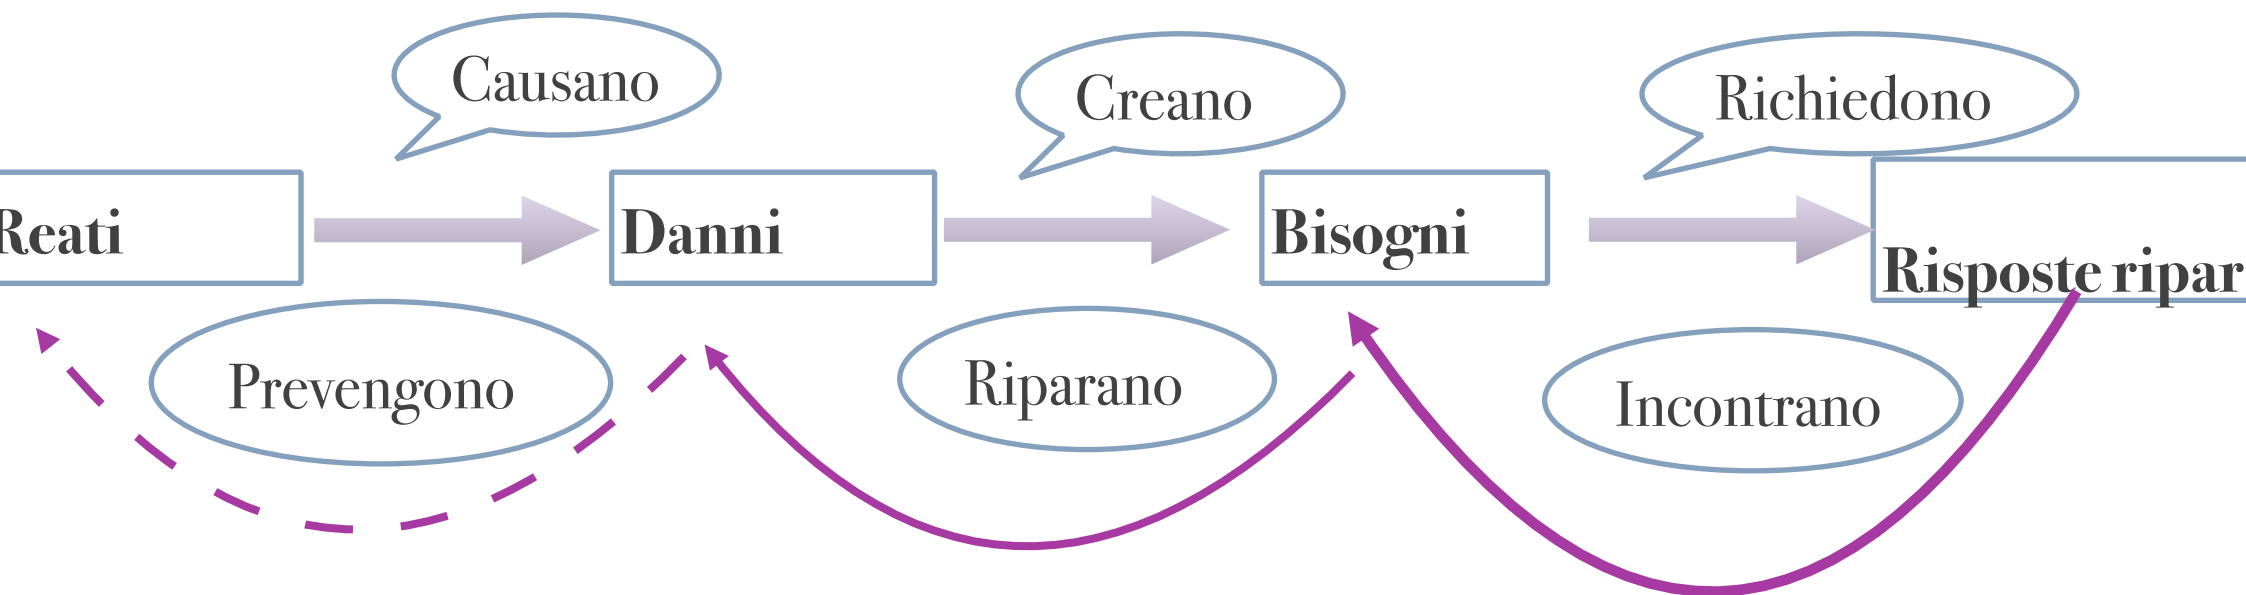 Causano
Creano
Richiedono
Reati
Danni
Bisogni
Risposte ripar
Prevengono
Riparano
Incontrano